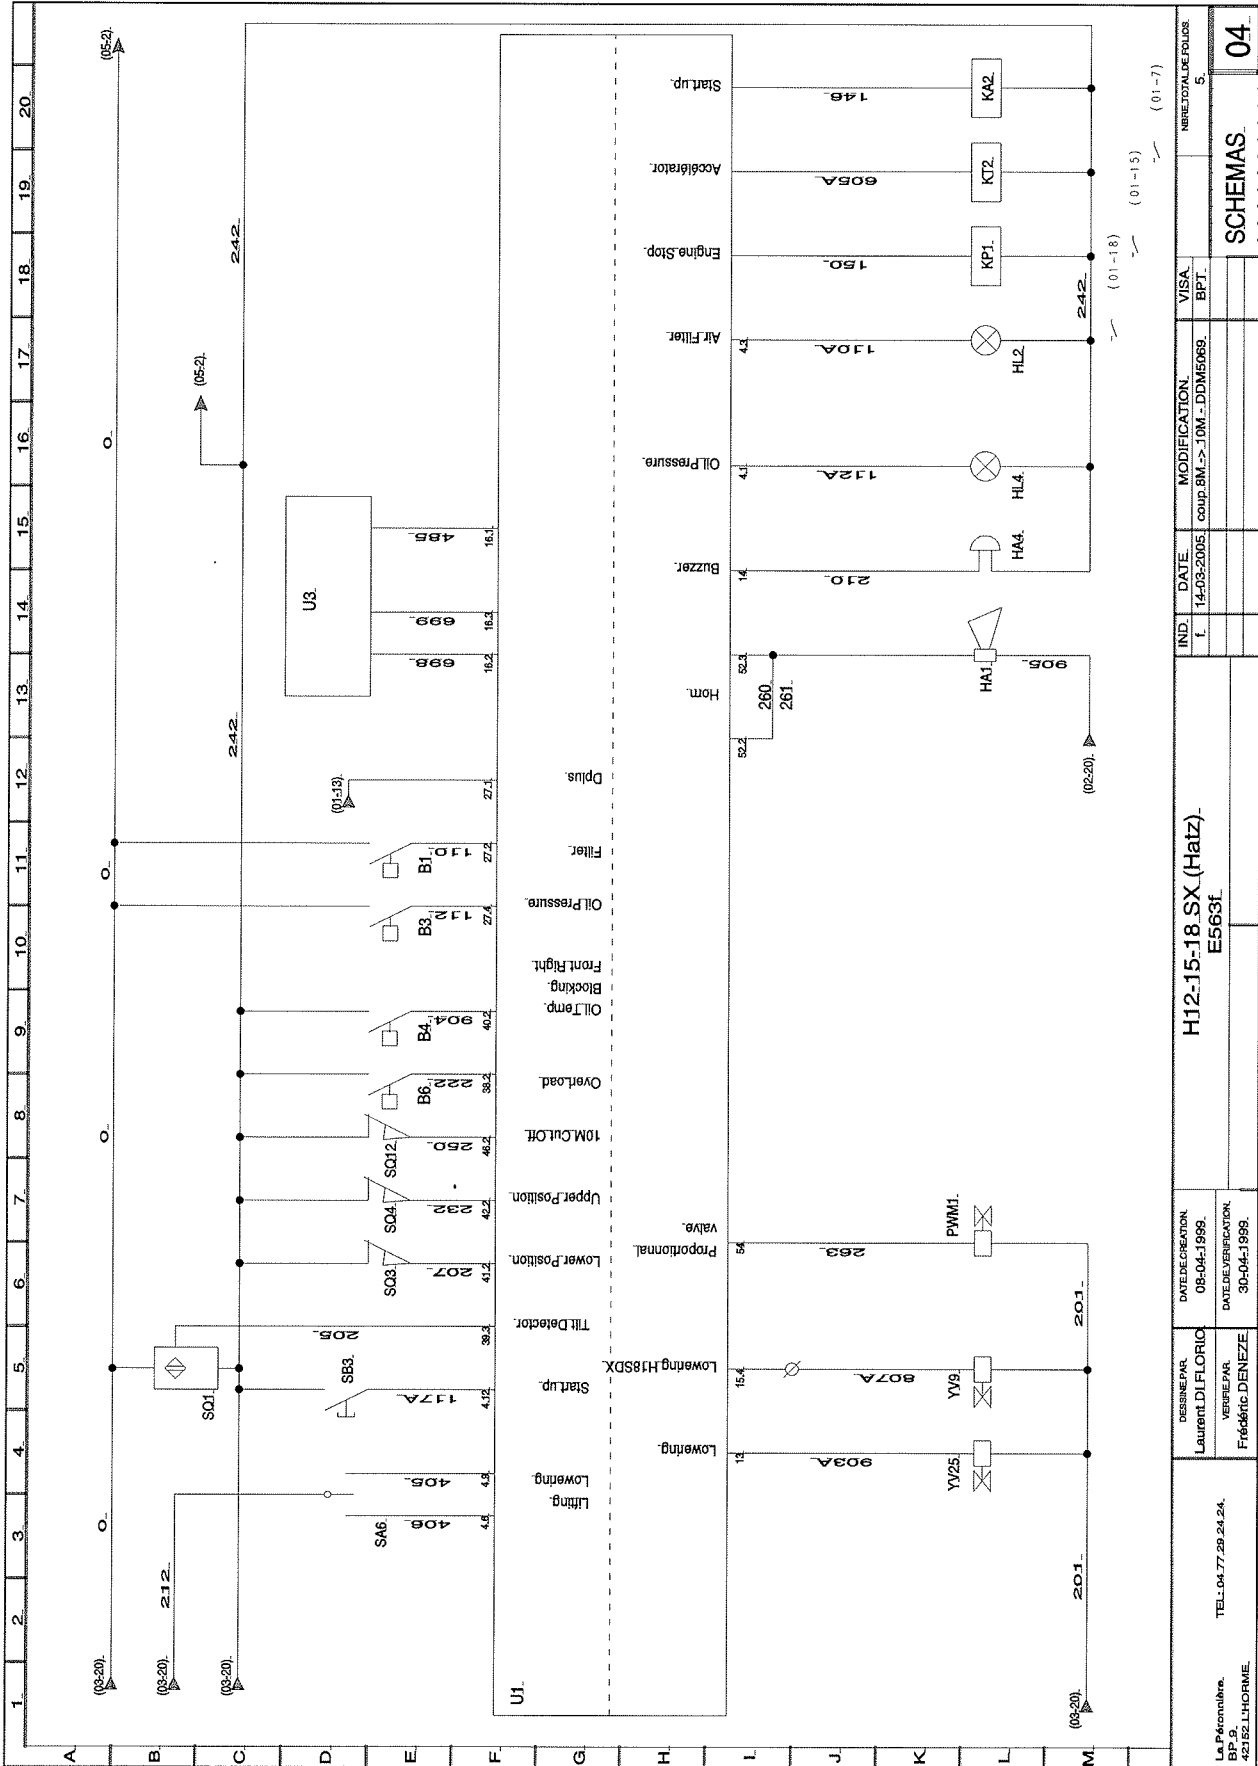 1 2 3 4 5 6 7 8 9 10 11 12 13 14 15 16 17 18 19 20
A
B
C
D
E
F
G
H
I
J
K
L
M
(03-20) 0 0 0 0 (05-2)
(03-20) 212
(03-20) 242 242 (05-2)
SQ1
SA6 SB3 SQ3 SQ4 SQ12 B6 B4 B3 B1 (01-13) U3
406 405 117A 205 207 232 250 222 904 112 110 698 699 485
4.6 4.9 4.12 39.3 41.2 42.2 46.2 38.2 40.2 27.4 27.2 27.1 16.2 16.3 16.1
U1
Lifting
Lowering
Start up
Tilt Detector
Lower Position
Upper Position
10M Cut Off
Over Load
Oil Temp
Blocking
Front Right
Oil Pressure
Filter
Dplus
Lowering
Lowering H18SDX
Proportionnal
valve
Horn
Buzzer
Oil Pressure
Air Filter
Engine Stop
Accélérator
Start up
13 15.4 54 52.2 52.3 14 4.1 4.3
260
261
903A 807A 263 210 112A 110A 150 605A 146
YV25 YV9 PWM1 HA1 HA4 HL4 HL2 KP1 KT2 KA2
905
(03-20) 201 201 (02-20) 242
(01-18) (01-15) (01-7)
La Péronnière
BP 9
42152 L'HORME
TEL: 04.77.29.24.24
DESSINE PAR
Laurent DI FLORIO
VERIFIE PAR
Frédéric DENEZE
DATE DE CREATION
08-04-1999
DATE DE VERIFICATION
30-04-1999
H12-15-18 SX (Hatz)
E563f
IND. DATE MODIFICATION VISA
f 14-03-2005 coup 8M -> 10M - DDM5069 BPT
NBRE TOTAL DE FOLIOS
5
SCHEMAS
04